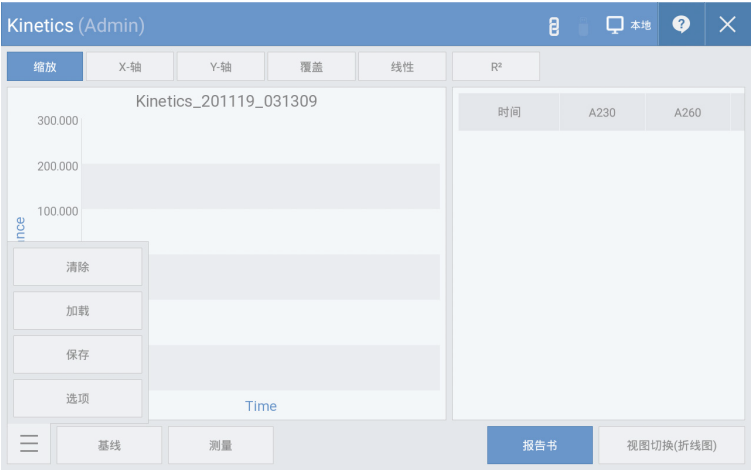 Kinetics (Admin) 本地
缩放 X-轴 Y-轴 覆盖 线性 R²
Kinetics_201119_031309
300.000
200.000
100.000
时间 A230 A260
清除
加载
保存
选项
Time
基线 测量 报告书 视图切换(折线图)